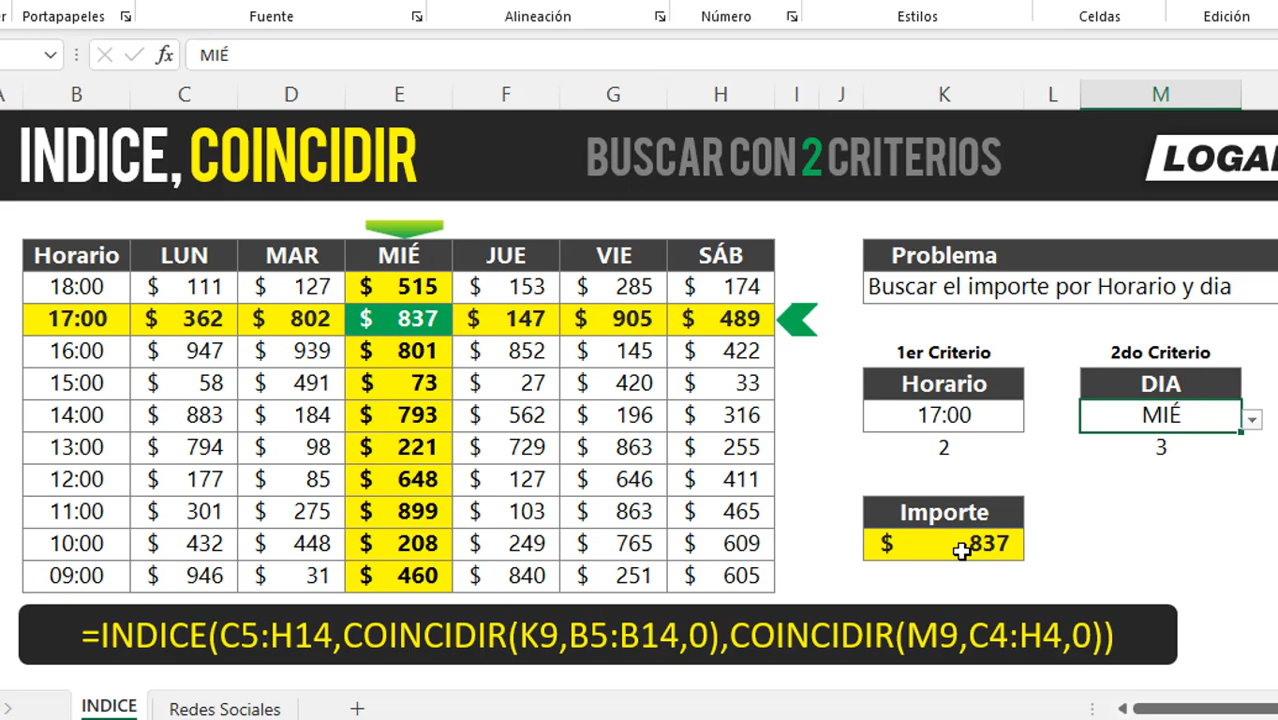 Portapapeles Fuente Alineación Número Estilos Celdas Edición
fx MIÉ
B C D E F G H I J K L M
INDICE, COINCIDIR BUSCAR CON 2 CRITERIOS
Horario LUN MAR MIÉ JUE VIE SÁB
18:00 $ 111 $ 127 $ 515 $ 153 $ 285 $ 174
17:00 $ 362 $ 802 $ 837 $ 147 $ 905 $ 489
16:00 $ 947 $ 939 $ 801 $ 852 $ 145 $ 422
15:00 $ 58 $ 491 $ 73 $ 27 $ 420 $ 33
14:00 $ 883 $ 184 $ 793 $ 562 $ 196 $ 316
13:00 $ 794 $ 98 $ 221 $ 729 $ 863 $ 255
12:00 $ 177 $ 85 $ 648 $ 127 $ 646 $ 411
11:00 $ 301 $ 275 $ 899 $ 103 $ 863 $ 465
10:00 $ 432 $ 448 $ 208 $ 249 $ 765 $ 609
09:00 $ 946 $ 31 $ 460 $ 840 $ 251 $ 605
Problema
Buscar el importe por Horario y dia
1er Criterio 2do Criterio
Horario DIA
17:00 MIÉ
2 3
Importe
$ 837
=INDICE(C5:H14,COINCIDIR(K9,B5:B14,0),COINCIDIR(M9,C4:H4,0))
INDICE Redes Sociales